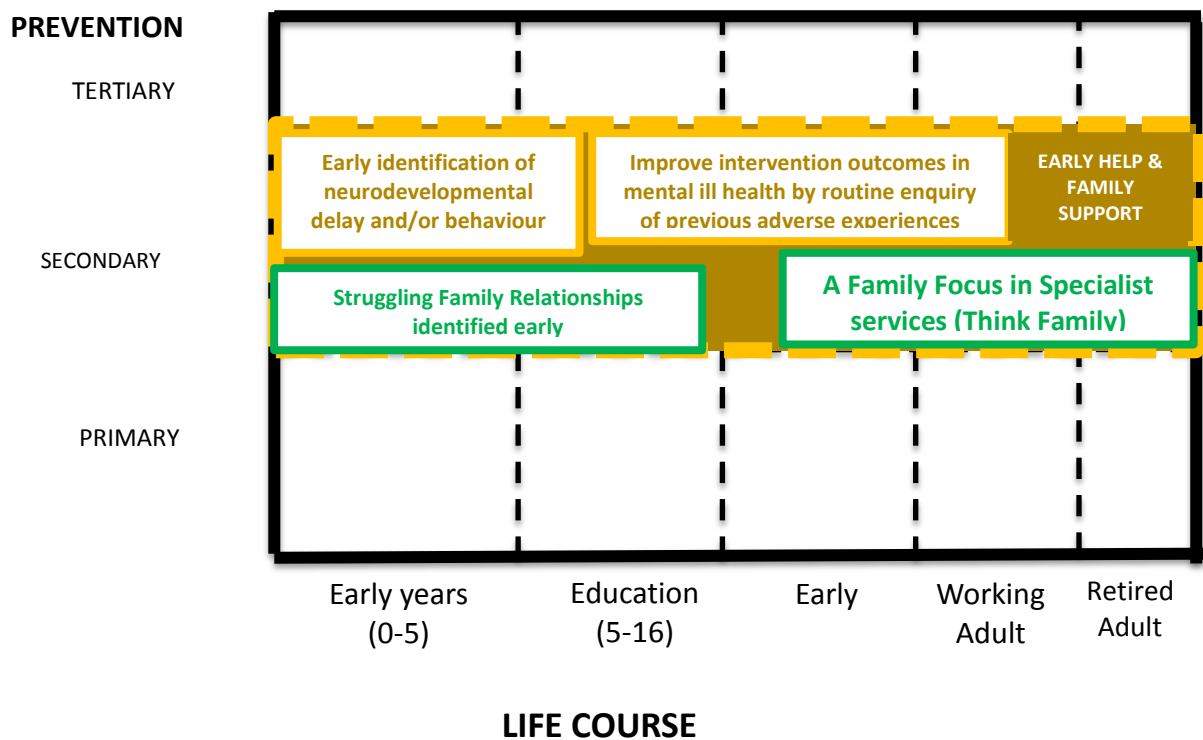 PREVENTION
TERTIARY
Early identification of
neurodevelopmental
delay and/or behaviour
Improve intervention outcomes in
mental ill health by routine enquiry
of previous adverse experiences
EARLY HELP &
FAMILY
SUPPORT
SECONDARY
Struggling Family Relationships
identified early
A Family Focus in Specialist
services (Think Family)
PRIMARY
Early years
(0-5)
Education
(5-16)
Early
Working
Adult
Retired
Adult
LIFE COURSE